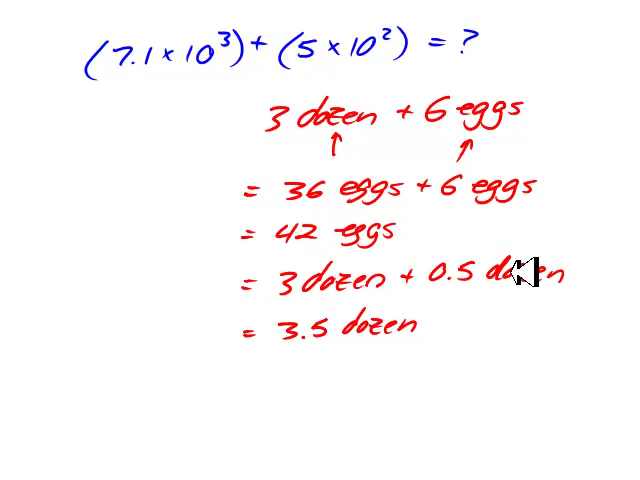 (7.1 × 10³) + (5 × 10²) = ?
3 dozen + 6 eggs
↑ ↑
= 36 eggs + 6 eggs
= 42 eggs
= 3 dozen + 0.5 dozen
= 3.5 dozen